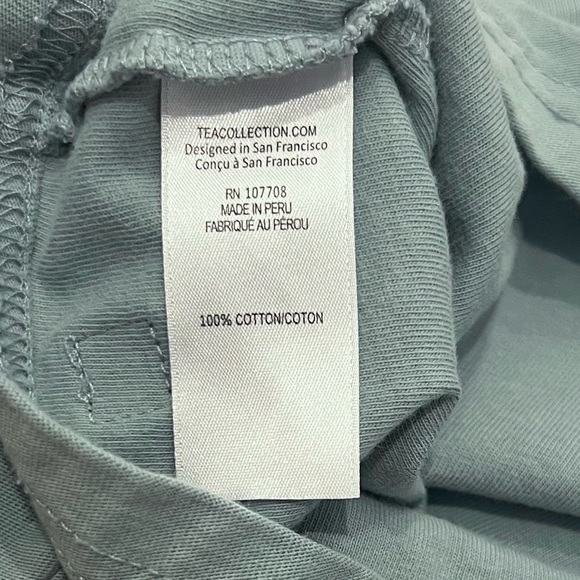 TEACOLLECTION.COM
Designed in San Francisco
Conçu à San Francisco
RN 107708
MADE IN PERU
FABRIQUÉ AU PÉROU
100% COTTON/COTON